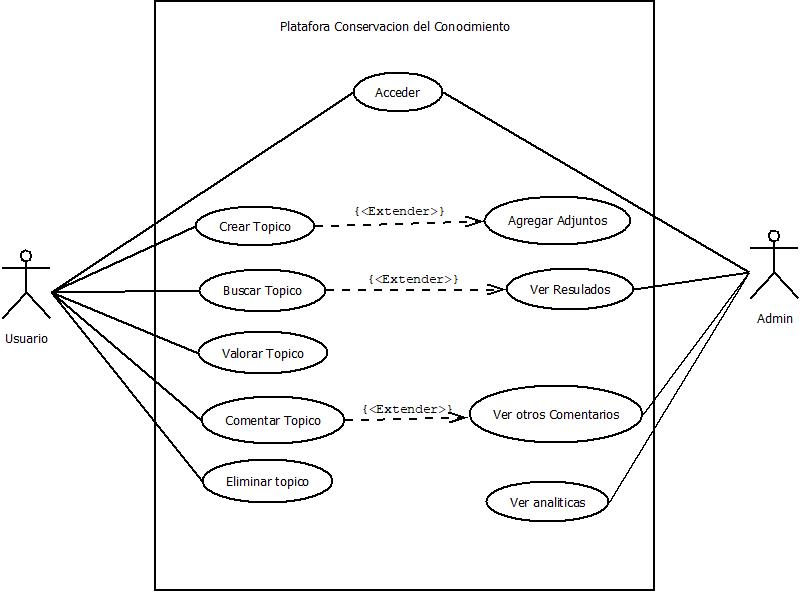 Platafora Conservacion del Conocimiento
Acceder
{<Extender>}
Crear Topico
Agregar Adjuntos
{<Extender>}
Buscar Topico
Ver Resulados
Usuario
Admin
Valorar Topico
{<Extender>}
Comentar Topico
Ver otros Comentarios
Eliminar topico
Ver analiticas